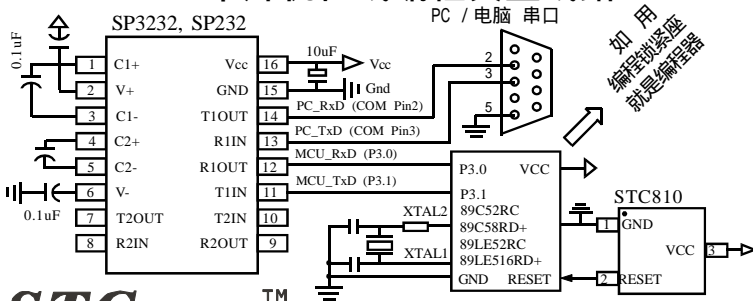 PC / 电脑 串口
SP3232, SP232
如 用
编程锁紧座
就是编程器
0.1uF
10uF
1 C1+ Vcc 16 Vcc
2 V+ GND 15 Gnd
3 C1- T1OUT 14 PC_RxD (COM Pin2)
4 C2+ R1IN 13 PC_TxD (COM Pin3)
5 C2- R1OUT 12 MCU_RxD (P3.0)
6 V- T1IN 11 MCU_TxD (P3.1)
7 T2OUT T2IN 10
8 R2IN R2OUT 9
0.1uF
2
3
5
P3.0 VCC
P3.1
89C52RC
89C58RD+
89LE52RC
89LE516RD+
GND RESET
XTAL2
XTAL1
STC810
1 GND
VCC 3
2 RESET
STC TM